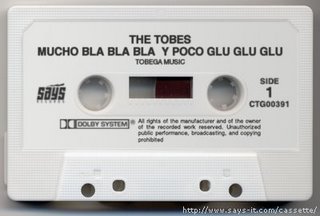 THE TOBES
MUCHO BLA BLA BLA Y POCO GLU GLU GLU
TOBEGA MUSIC
says
RECORDS
SIDE
1
CTG00391
DOLBY SYSTEM®
All rights of the manufacturer and of the owner
of the recorded work reserved. Unauthorized
public performance, broadcasting, and copying
prohibited
http://www.says-it.com/cassette/